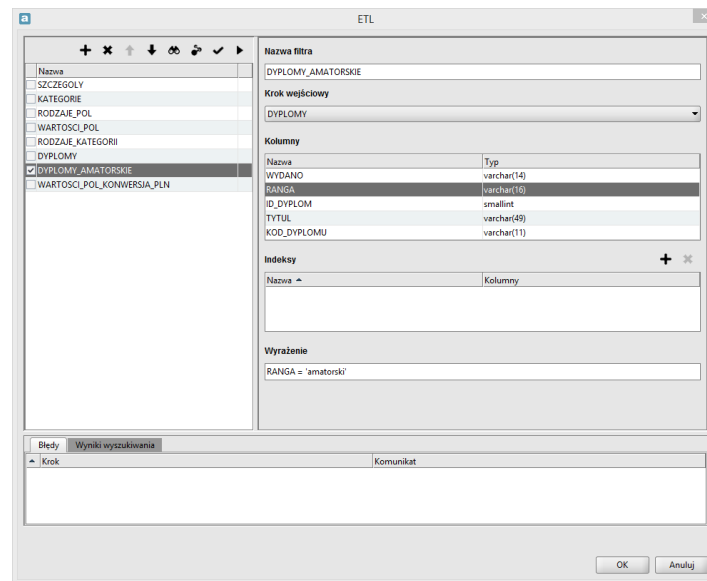 a
ETL
Nazwa
SZCZEGOLY
KATEGORIE
RODZAJE_POL
WARTOSCI_POL
RODZAJE_KATEGORII
DYPLOMY
DYPLOMY_AMATORSKIE
WARTOSCI_POL_KONWERSJA_PLN
Nazwa filtra
DYPLOMY_AMATORSKIE
Krok wejściowy
DYPLOMY
Kolumny
Nazwa Typ
WYDANO varchar(14)
RANGA varchar(16)
ID_DYPLOM smallint
TYTUL varchar(49)
KOD_DYPLOMU varchar(11)
Indeksy
Nazwa Kolumny
Wyrażenie
RANGA = 'amatorski'
Błędy Wyniki wyszukiwania
Krok Komunikat
OK Anuluj